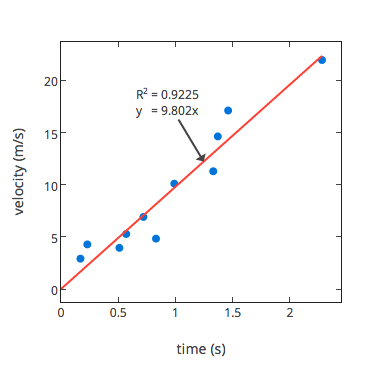 R² = 0.9225
y = 9.802x
velocity (m/s)
20
15
10
5
0
0 0.5 1 1.5 2
time (s)